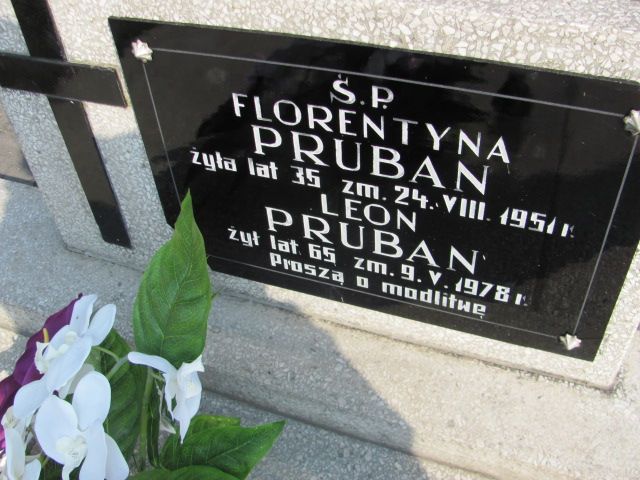 Ś.P.
FLORENTYNA
PRUBAN
żyła lat 35 zm. 24. VIII. 1951 r.
LEON
PRUBAN
żył lat 65 zm. 9. V. 1978 r.
Proszą o modlitwę